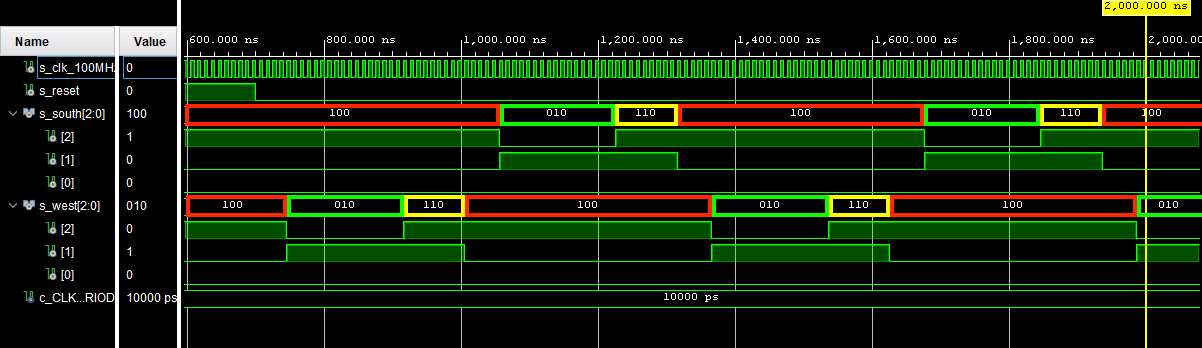 2,000.000 ns
Name Value
600.000 ns 800.000 ns 1,000.000 ns 1,200.000 ns 1,400.000 ns 1,600.000 ns 1,800.000 ns 2,000.0
s_clk_100MHz 0
s_reset 0
s_south[2:0] 100 100 010 110 100 010 110 100
[2] 1
[1] 0
[0] 0
s_west[2:0] 010 100 010 110 100 010 110 100 010
[2] 0
[1] 1
[0] 0
c_CLK...RIOD 10000 ps 10000 ps